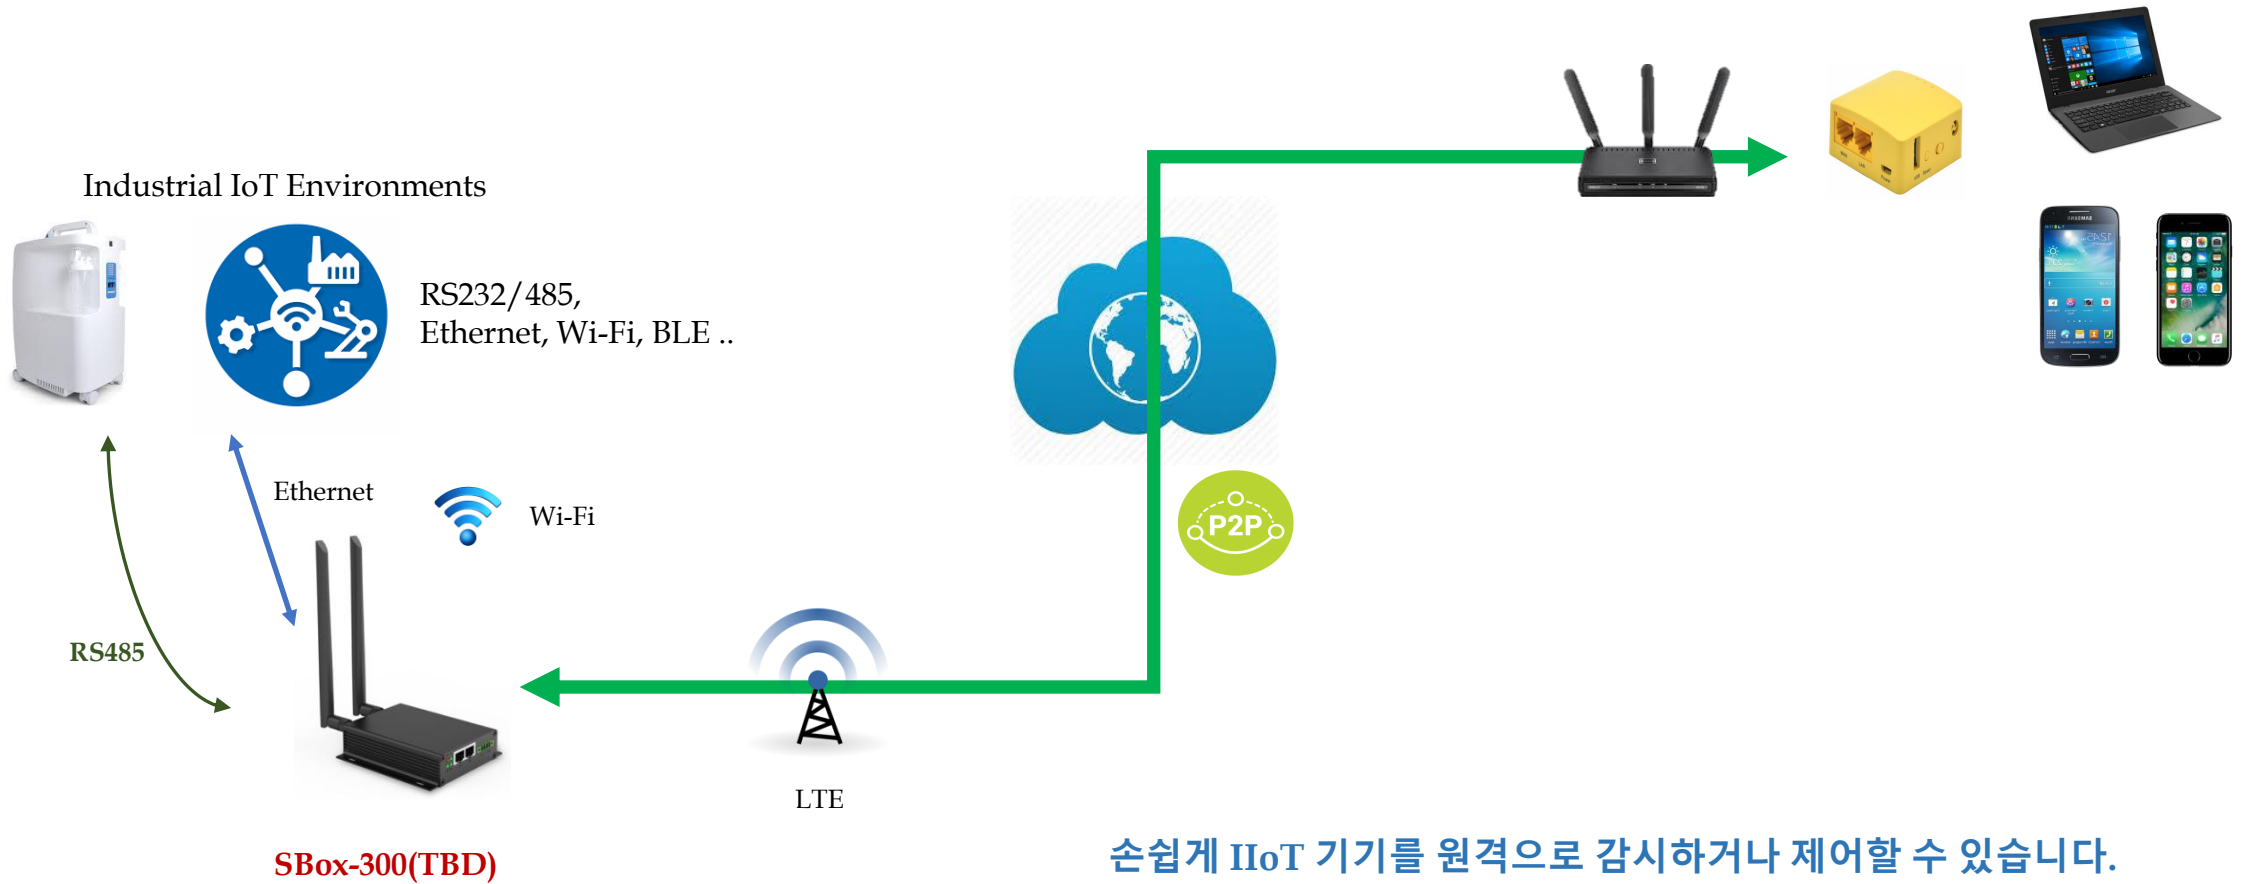 Industrial IoT Environments
RS232/485,
Ethernet, Wi-Fi, BLE ..
Ethernet
Wi-Fi
P2P
RS485
LTE
SBox-300(TBD)
손쉽게 IIoT 기기를 원격으로 감시하거나 제어할 수 있습니다.